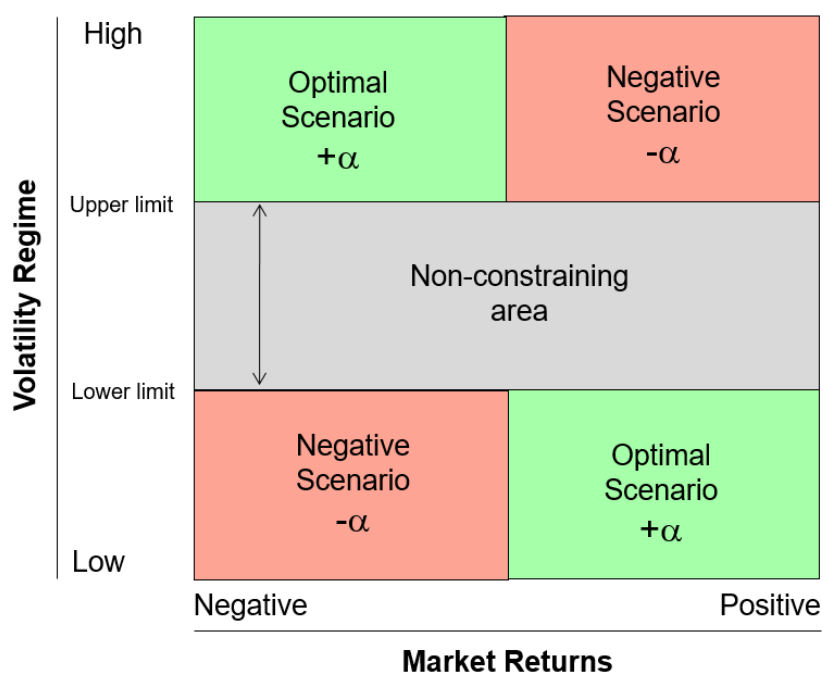 High
Optimal
Scenario
+α
Negative
Scenario
-α
Upper limit
Volatility Regime
Non-constraining
area
Lower limit
Negative
Scenario
-α
Optimal
Scenario
+α
Low
Negative
Positive
Market Returns